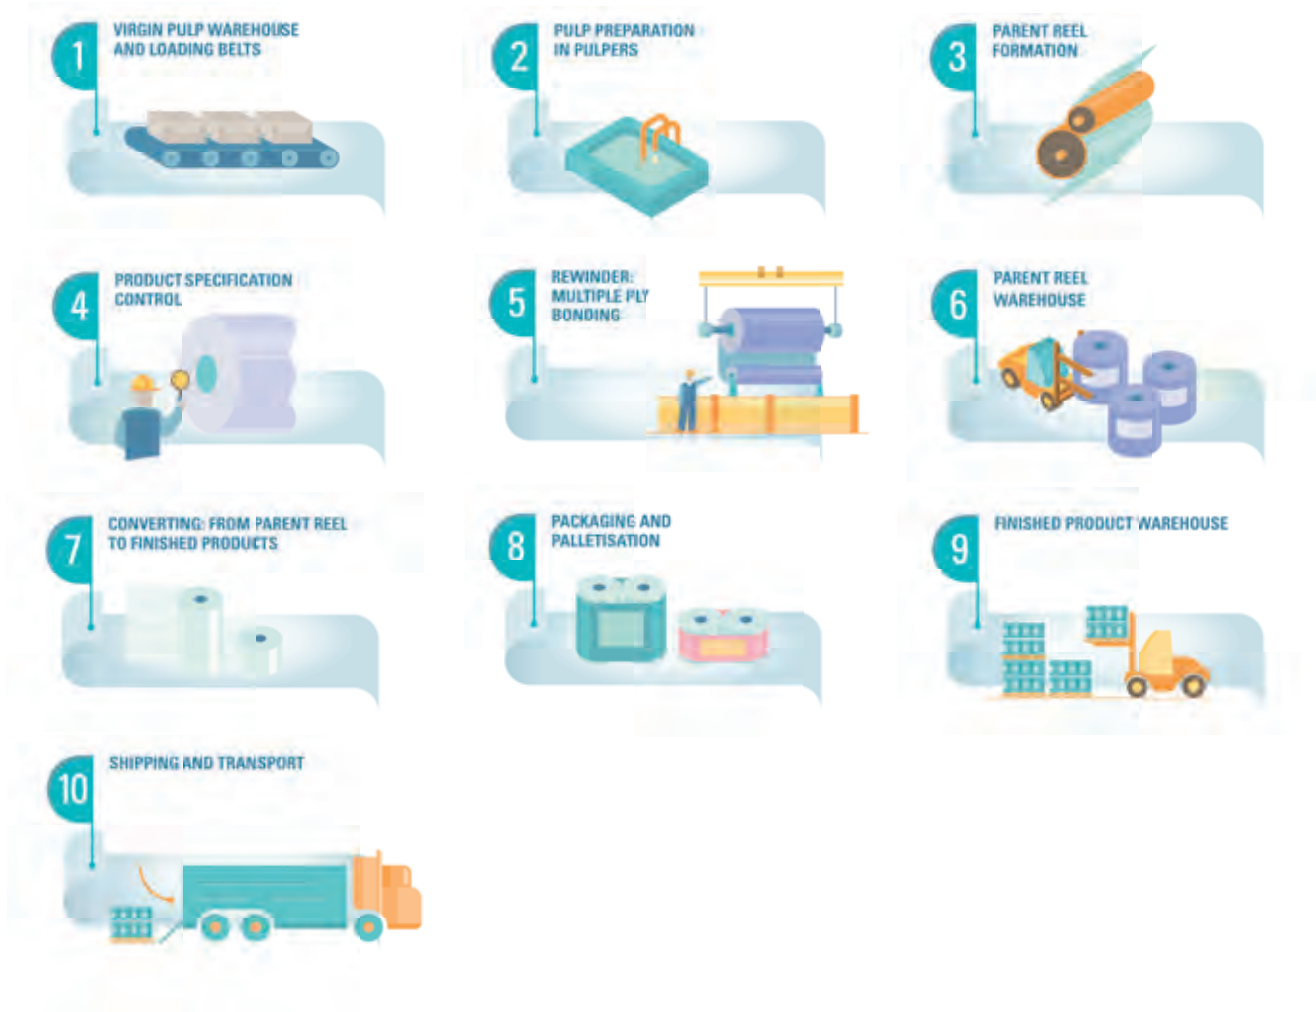 1
VIRGIN PULP WAREHOUSE
AND LOADING BELTS
2
PULP PREPARATION
IN PULPERS
3
PARENT REEL
FORMATION
4
PRODUCT SPECIFICATION
CONTROL
5
REWINDER:
MULTIPLE PLY
BONDING
6
PARENT REEL
WAREHOUSE
7
CONVERTING: FROM PARENT REEL
TO FINISHED PRODUCTS
8
PACKAGING AND
PALLETISATION
9
FINISHED PRODUCT WAREHOUSE
10
SHIPPING AND TRANSPORT